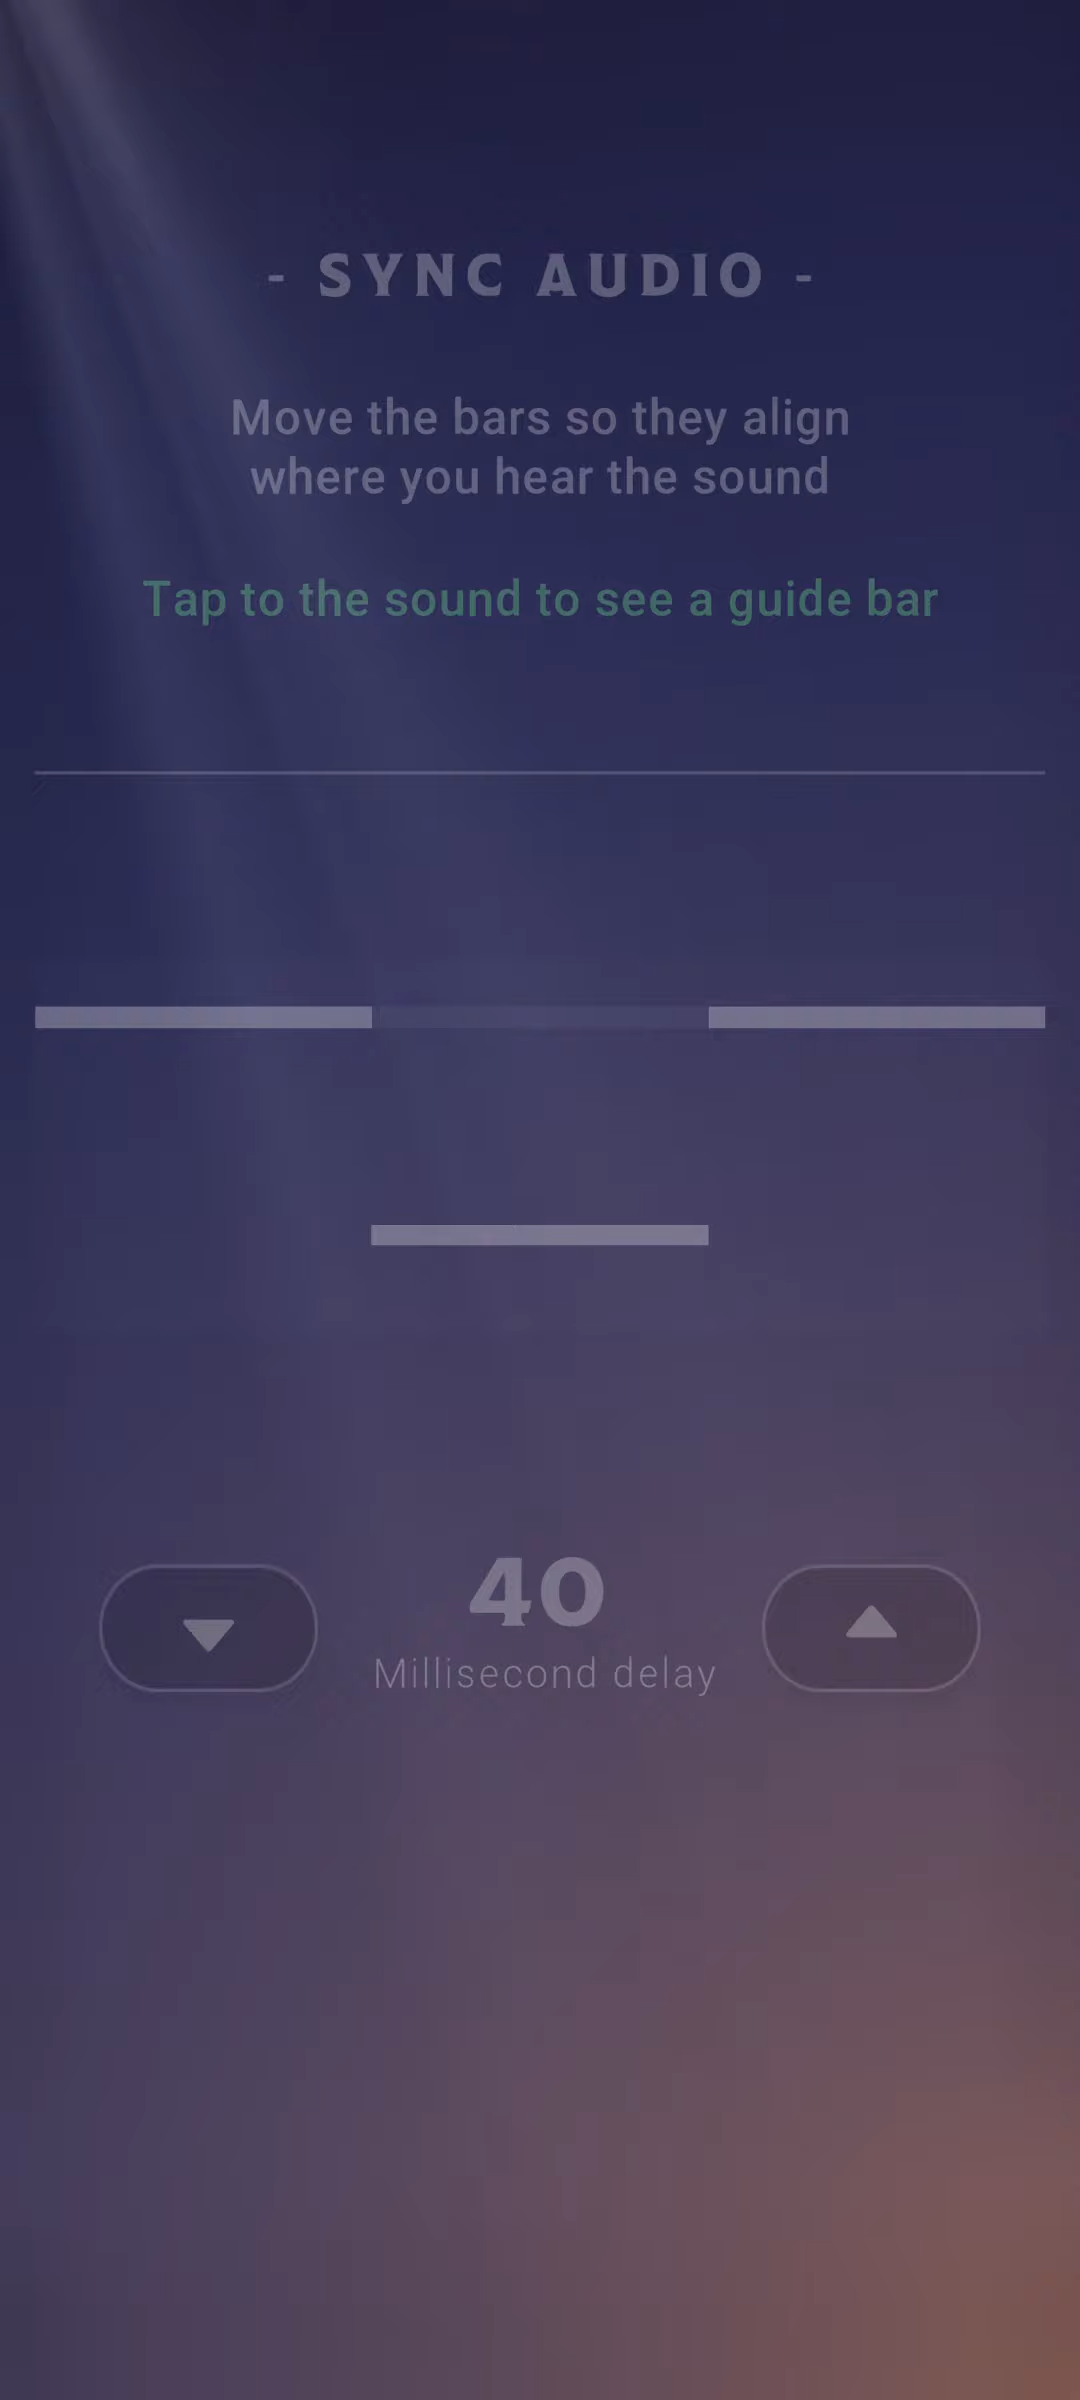 - SYNC AUDIO -
Move the bars so they align
where you hear the sound
Tap to the sound to see a guide bar
40
Millisecond delay